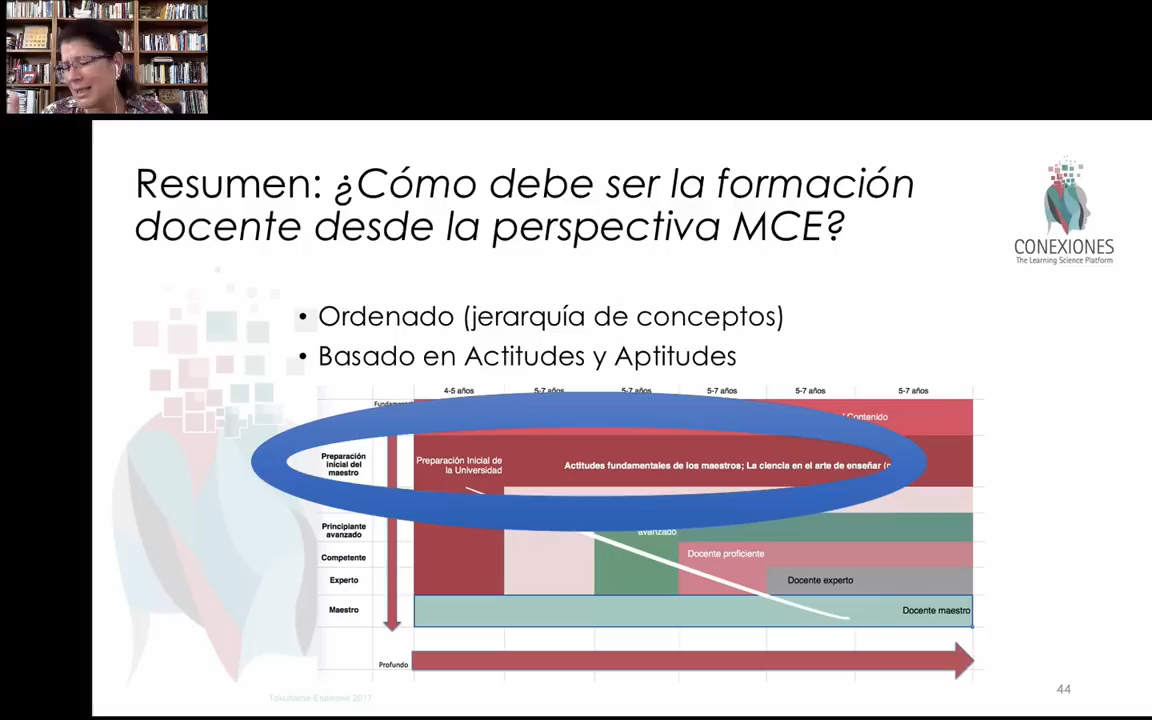 Resumen: ¿Cómo debe ser la formación
docente desde la perspectiva MCE?
CONEXIONES
The Learning Science Platform
• Ordenado (jerarquía de conceptos)
• Basado en Actitudes y Aptitudes
4-5 años
5-7 años
5-7 años
5-7 años
5-7 años
5-7 años
Contenido
Preparación
inicial del
maestro
Preparación Inicial de
la Universidad
Actitudes fundamentales de los maestros; La ciencia en el arte de enseñar
Principiante
avanzado
avanzado
Competente
Docente proficiente
Experto
Docente experto
Maestro
Docente maestro
Profundo
Tokuhama-Espinosa 2017
44